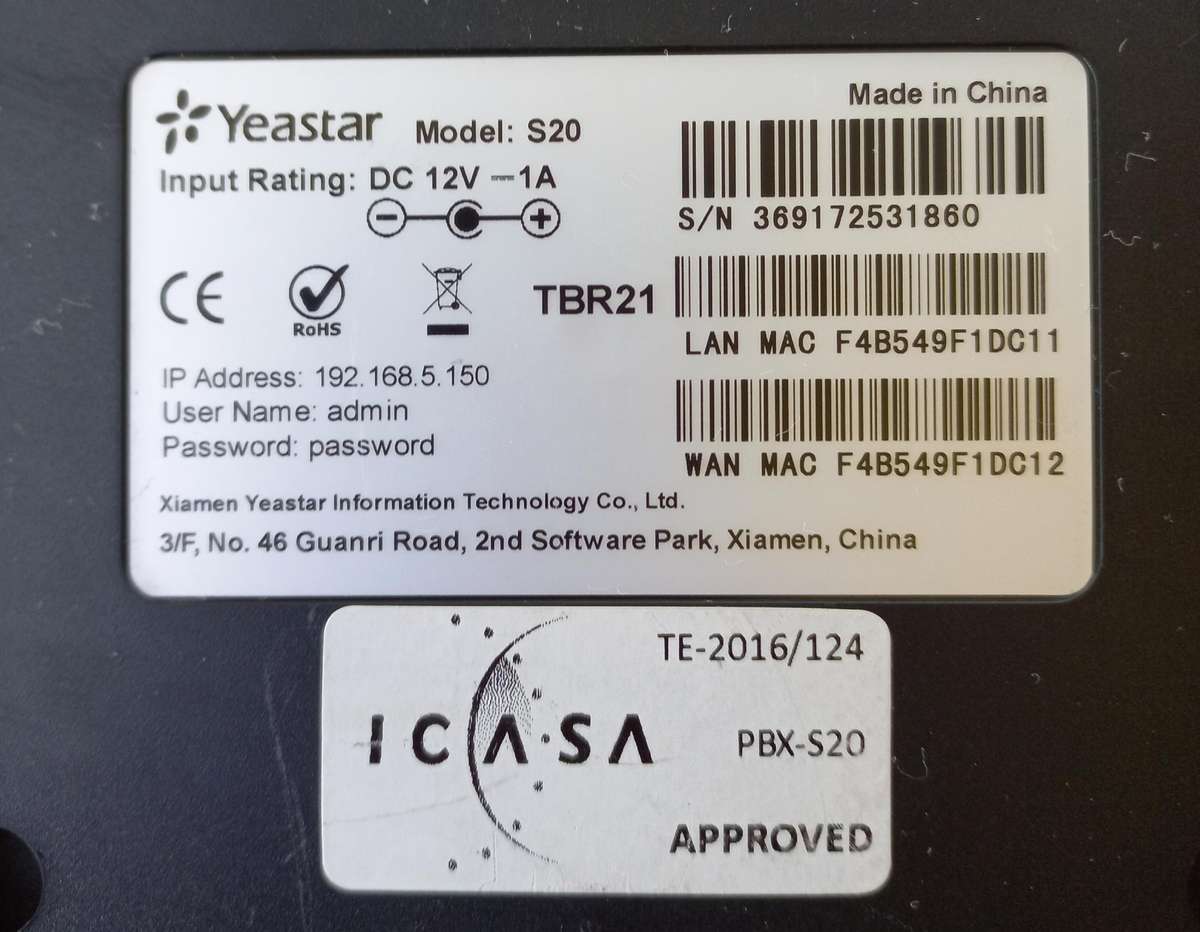 Yeastar Model: S20
Input Rating: DC 12V ⎓ 1A
− +
CE
RoHS
TBR21
IP Address: 192.168.5.150
User Name: admin
Password: password
Made in China
S/N 369172531860
LAN MAC F4B549F1DC11
WAN MAC F4B549F1DC12
Xiamen Yeastar Information Technology Co., Ltd.
3/F, No. 46 Guanri Road, 2nd Software Park, Xiamen, China
ICASA
TE-2016/124
PBX-S20
APPROVED